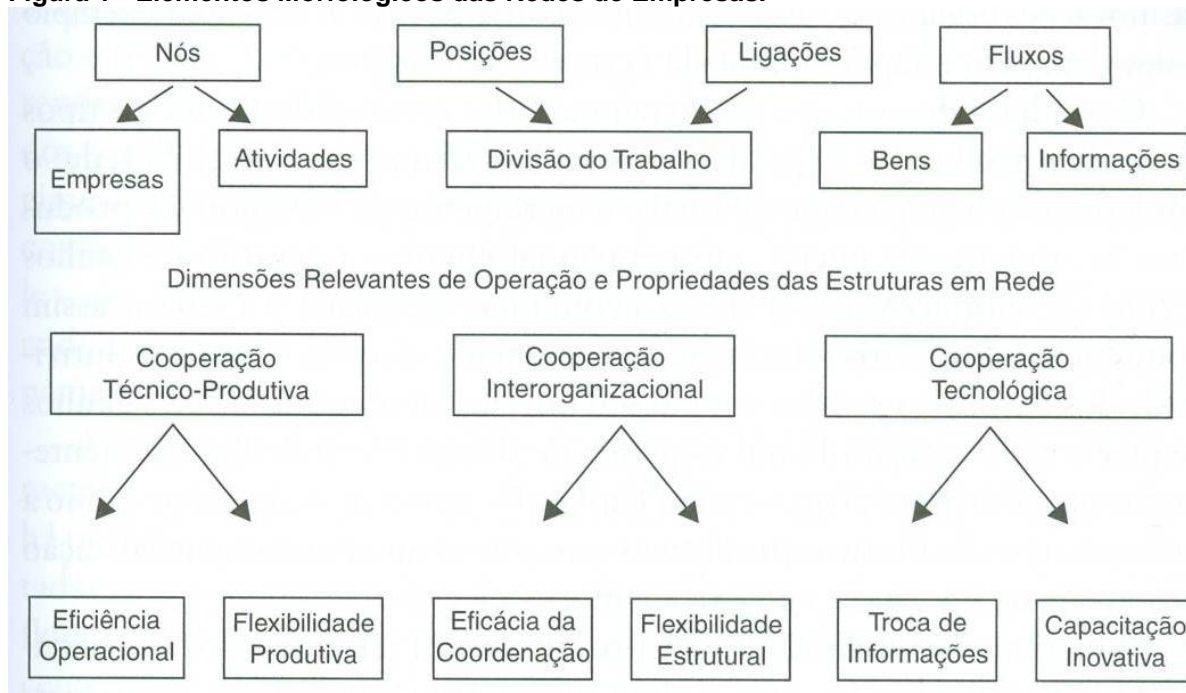 Figura 1 - Elementos Morfológicos das Redes de Empresas.
Nós
Posições
Ligações
Fluxos
Empresas
Atividades
Divisão do Trabalho
Bens
Informações
Dimensões Relevantes de Operação e Propriedades das Estruturas em Rede
Cooperação
Técnico-Produtiva
Cooperação
Interorganizacional
Cooperação
Tecnológica
Eficiência
Operacional
Flexibilidade
Produtiva
Eficácia da
Coordenação
Flexibilidade
Estrutural
Troca de
Informações
Capacitação
Inovativa